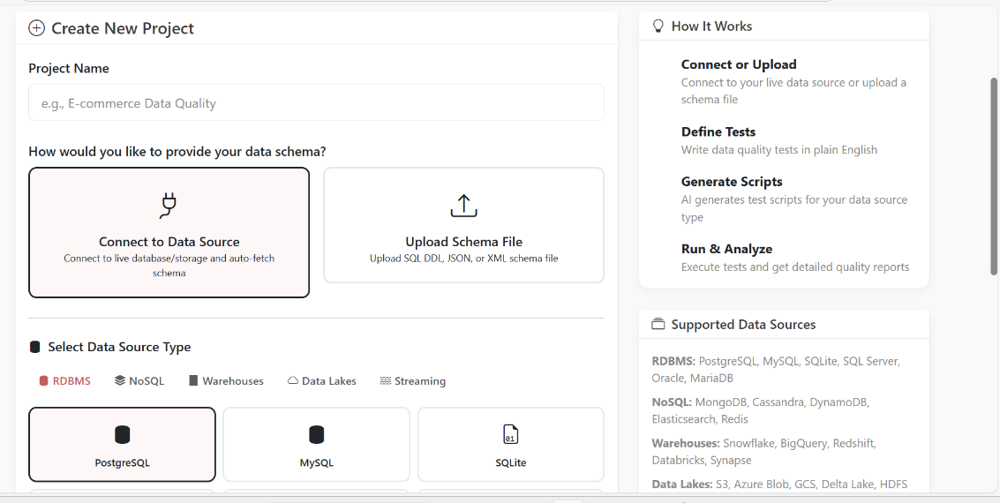 Create New Project
Project Name
e.g., E-commerce Data Quality
How would you like to provide your data schema?
Connect to Data Source
Connect to live database/storage and auto-fetch
schema
Upload Schema File
Upload SQL DDL, JSON, or XML schema file
Select Data Source Type
RDBMS
NoSQL
Warehouses
Data Lakes
Streaming
PostgreSQL
MySQL
01
SQLite
How It Works
Connect or Upload
Connect to your live data source or upload a
schema file
Define Tests
Write data quality tests in plain English
Generate Scripts
AI generates test scripts for your data source
type
Run & Analyze
Execute tests and get detailed quality reports
Supported Data Sources
RDBMS: PostgreSQL, MySQL, SQLite, SQL Server,
Oracle, MariaDB
NoSQL: MongoDB, Cassandra, DynamoDB,
Elasticsearch, Redis
Warehouses: Snowflake, BigQuery, Redshift,
Databricks, Synapse
Data Lakes: S3, Azure Blob, GCS, Delta Lake, HDFS